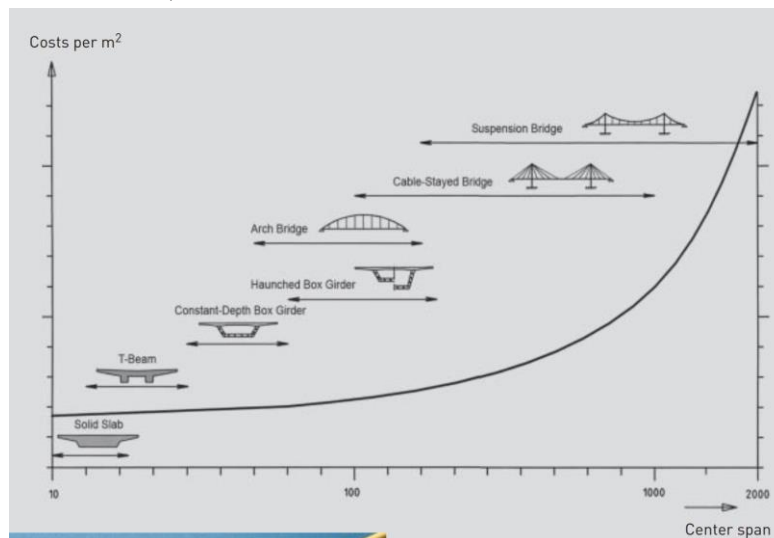 Costs per m²
Suspension Bridge
Cable-Stayed Bridge
Arch Bridge
Haunched Box Girder
Constant-Depth Box Girder
T-Beam
Solid Slab
10
100
1000
2000
Center span